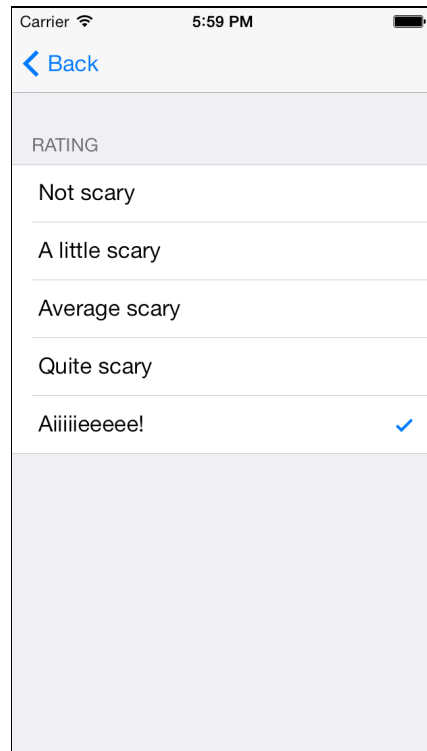 Carrier 5:59 PM
Back
RATING
Not scary
A little scary
Average scary
Quite scary
Aiiiiieeeee!